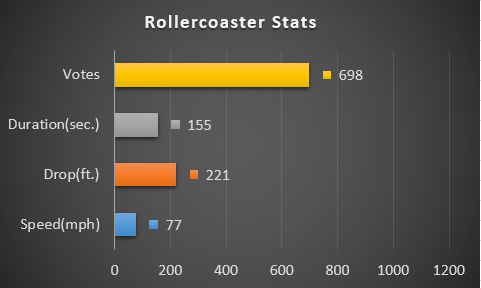 Rollercoaster Stats
Votes
698
Duration(sec.)
155
Drop(ft.)
221
Speed(mph)
77
0 200 400 600 800 1000 1200